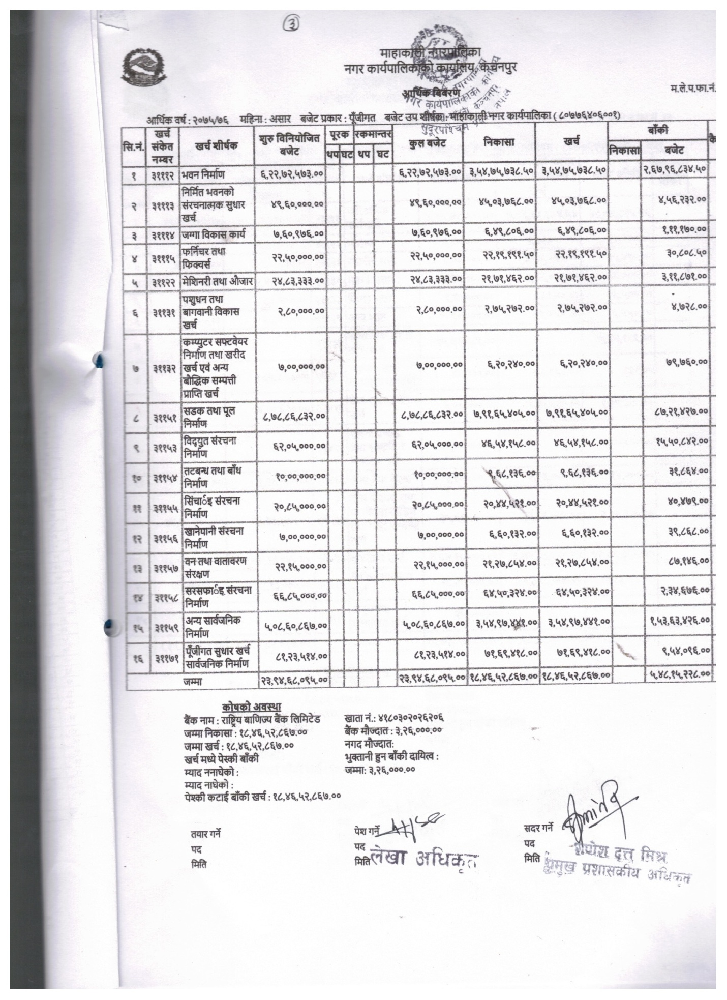 ३
माहाकाली नगरपालिका
नगर कार्यपालिकाको कार्यालय, कंचनपुर
आर्थिक बिवरण
म.ले.प.फा.नं.
आर्थिक वर्ष : २०७५/७६ महिना : असार बजेट प्रकार : पूँजीगत बजेट उप शीर्षक : माहाकाली नगर कार्यपालिका ( ८०७७६४०६००१)
सि.नं. खर्च संकेत नम्बर खर्च शीर्षक शुरु विनियोजित बजेट पूरक रकमान्तर कुल बजेट निकासा खर्च बाँकी
थप घट थप घट निकासा बजेट
१ ३१११२ भवन निर्माण ६,२२,७२,५७३.०० ६,२२,७२,५७३.०० ३,५४,७५,७३८.५० ३,५४,७५,७३८.५० २,६७,९६,८३४.५०
२ ३१११३ निर्मित भवनको संरचनात्मक सुधार खर्च ४९,६०,०००.०० ४९,६०,०००.०० ४५,०३,७६८.०० ४५,०३,७६८.०० ४,५६,२३२.००
३ ३१११४ जग्गा विकास कार्य ७,६०,९७६.०० ७,६०,९७६.०० ६,४९,८०६.०० ६,४९,८०६.०० १,११,१७०.००
४ ३१११५ फर्निचर तथा फिक्चर्स २२,५०,०००.०० २२,५०,०००.०० २२,१९,१९१.५० २२,१९,१९१.५० ३०,८०८.५०
५ ३११२२ मेशिनरी तथा औजार २४,८३,३३३.०० २४,८३,३३३.०० २१,७१,४६२.०० २१,७१,४६२.०० ३,११,८७१.००
६ ३११३१ पशुधन तथा बागवानी विकास खर्च २,८०,०००.०० २,८०,०००.०० २,७५,२७२.०० २,७५,२७२.०० ४,७२८.००
७ ३११३२ कम्प्युटर सफ्टवेयर निर्माण तथा खरीद खर्च एवं अन्य बौद्धिक सम्पत्ती प्राप्ति खर्च ७,००,०००.०० ७,००,०००.०० ६,२०,२४०.०० ६,२०,२४०.०० ७९,७६०.००
८ ३११५१ सडक तथा पूल निर्माण ८,७८,८६,८३२.०० ८,७८,८६,८३२.०० ७,९१,६५,४०५.०० ७,९१,६५,४०५.०० ८७,२१,४२७.००
९ ३११५३ विद्युत संरचना निर्माण ६२,०५,०००.०० ६२,०५,०००.०० ४६,५४,१५८.०० ४६,५४,१५८.०० १५,५०,८४२.००
१० ३११५४ तटबन्ध तथा बाँध निर्माण १०,००,०००.०० १०,००,०००.०० ९,६८,१३६.०० ९,६८,१३६.०० ३१,८६४.००
११ ३११५५ सिंचार्इ संरचना निर्माण २०,८५,०००.०० २०,८५,०००.०० २०,४४,५२१.०० २०,४४,५२१.०० ४०,४७९.००
१२ ३११५६ खानेपानी संरचना निर्माण ७,००,०००.०० ७,००,०००.०० ६,६०,१३२.०० ६,६०,१३२.०० ३९,८६८.००
१३ ३११५७ वन तथा वातावरण संरक्षण २२,१५,०००.०० २२,१५,०००.०० २१,२७,८५४.०० २१,२७,८५४.०० ८७,१४६.००
१४ ३११५८ सरसफार्इ संरचना निर्माण ६६,८५,०००.०० ६६,८५,०००.०० ६४,५०,३२४.०० ६४,५०,३२४.०० २,३४,६७६.००
१५ ३११५९ अन्य सार्वजनिक निर्माण ५,०८,६०,८६७.०० ५,०८,६०,८६७.०० ३,५४,९७,४४१.०० ३,५४,९७,४४१.०० १,५३,६३,४२६.००
१६ ३११७१ पूँजीगत सुधार खर्च सार्वजनिक निर्माण ८१,२३,५१४.०० ८१,२३,५१४.०० ७१,६९,४१८.०० ७१,६९,४१८.०० ९,५४,०९६.००
जम्मा २३,९४,६८,०९५.०० २३,९४,६८,०९५.०० १८,४६,५२,८६७.०० १८,४६,५२,८६७.०० ५,४८,१५,२२८.००
कोषको अवस्था
बैंक नाम : राष्ट्रिय बाणिज्य बैंक लिमिटेड खाता नं.: ४१८०३०२०२६२०६
जम्मा निकासा : १८,४६,५२,८६७.०० बैंक मौज्दात : ३,२६,०००.००
जम्मा खर्च : १८,४६,५२,८६७.०० नगद मौज्दात:
खर्च मध्ये पेस्की बाँकी भुक्तानी हुन बाँकी दायित्व :
म्याद ननाघेको : जम्मा: ३,२६,०००.००
म्याद नाघेको :
पेश्की कटाई बाँकी खर्च : १८,४६,५२,८६७.००
तयार गर्ने पेश गर्ने सदर गर्ने
पद पद पद
मिति मिति मिति
लेखा अधिकृत
गणेश दत्त मिश्र
प्रमुख प्रशासकीय अधिकृत